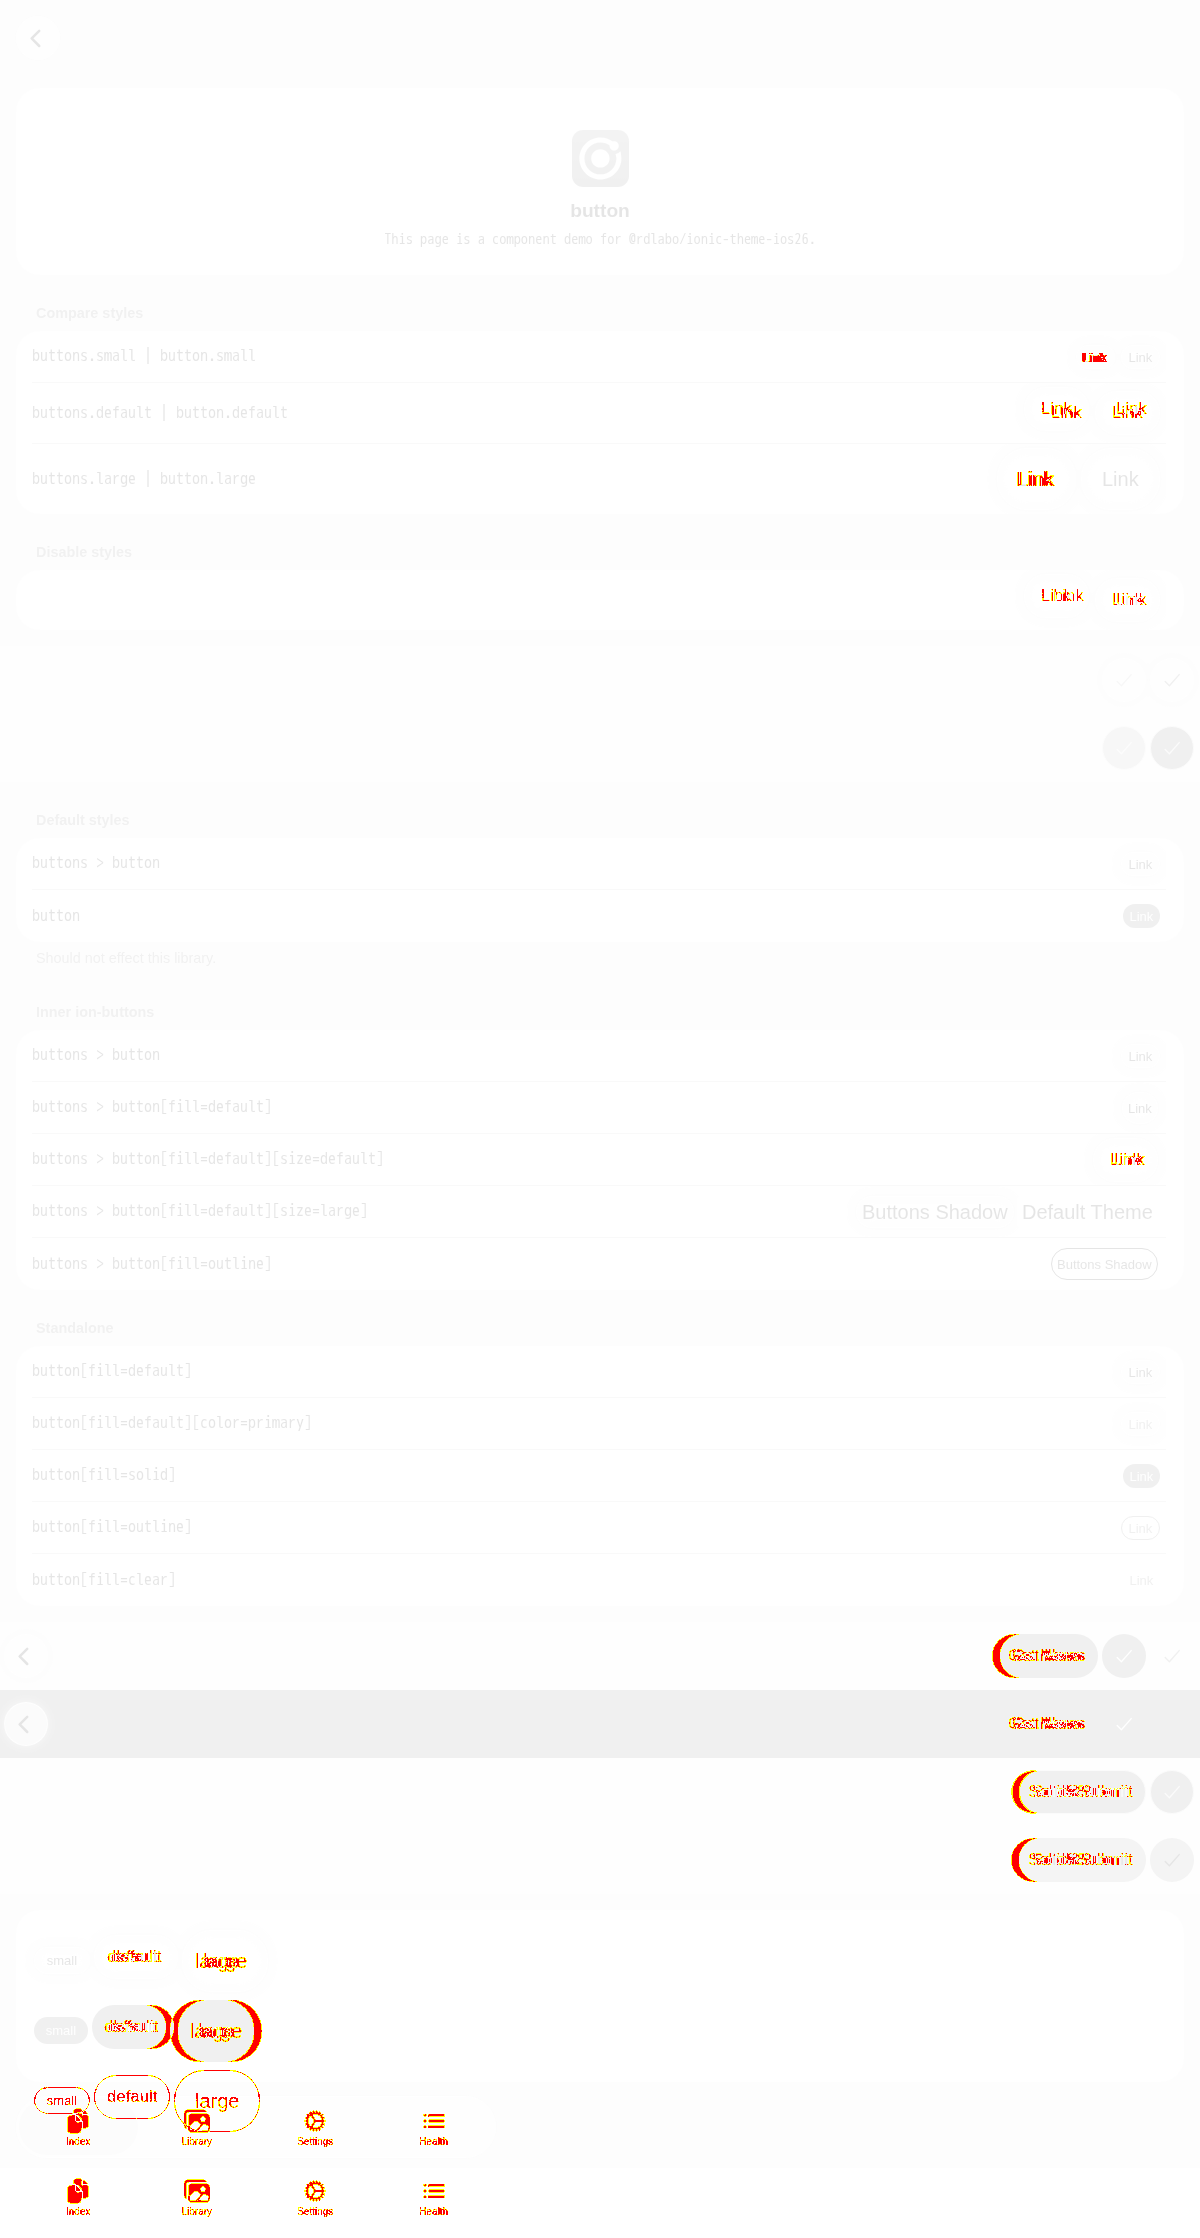 button
This page is a component demo for @rdlabo/ionic-theme-ios26.
Compare styles
buttons.small | button.small Link Link
buttons.default | button.default Link Link
buttons.large | button.large Link Link
Disable styles
Link Link
Default styles
buttons > button Link
button Link
Should not effect this library.
Inner Ion-buttons
buttons > button Link
buttons > button[fill=default] Link
buttons > button[fill=default][size=default] Link
buttons > button[fill=default][size=large] Buttons Shadow Default Theme
buttons > button[fill=outline] Buttons Shadow
Standalone
button[fill=default] Link
button[fill=default][color=primary] Link
button[fill=solid] Link
button[fill=outline] Link
button[fill=clear] Link
small default large
small default large
small default large
Index Library Settings Health
Index Library Settings Health